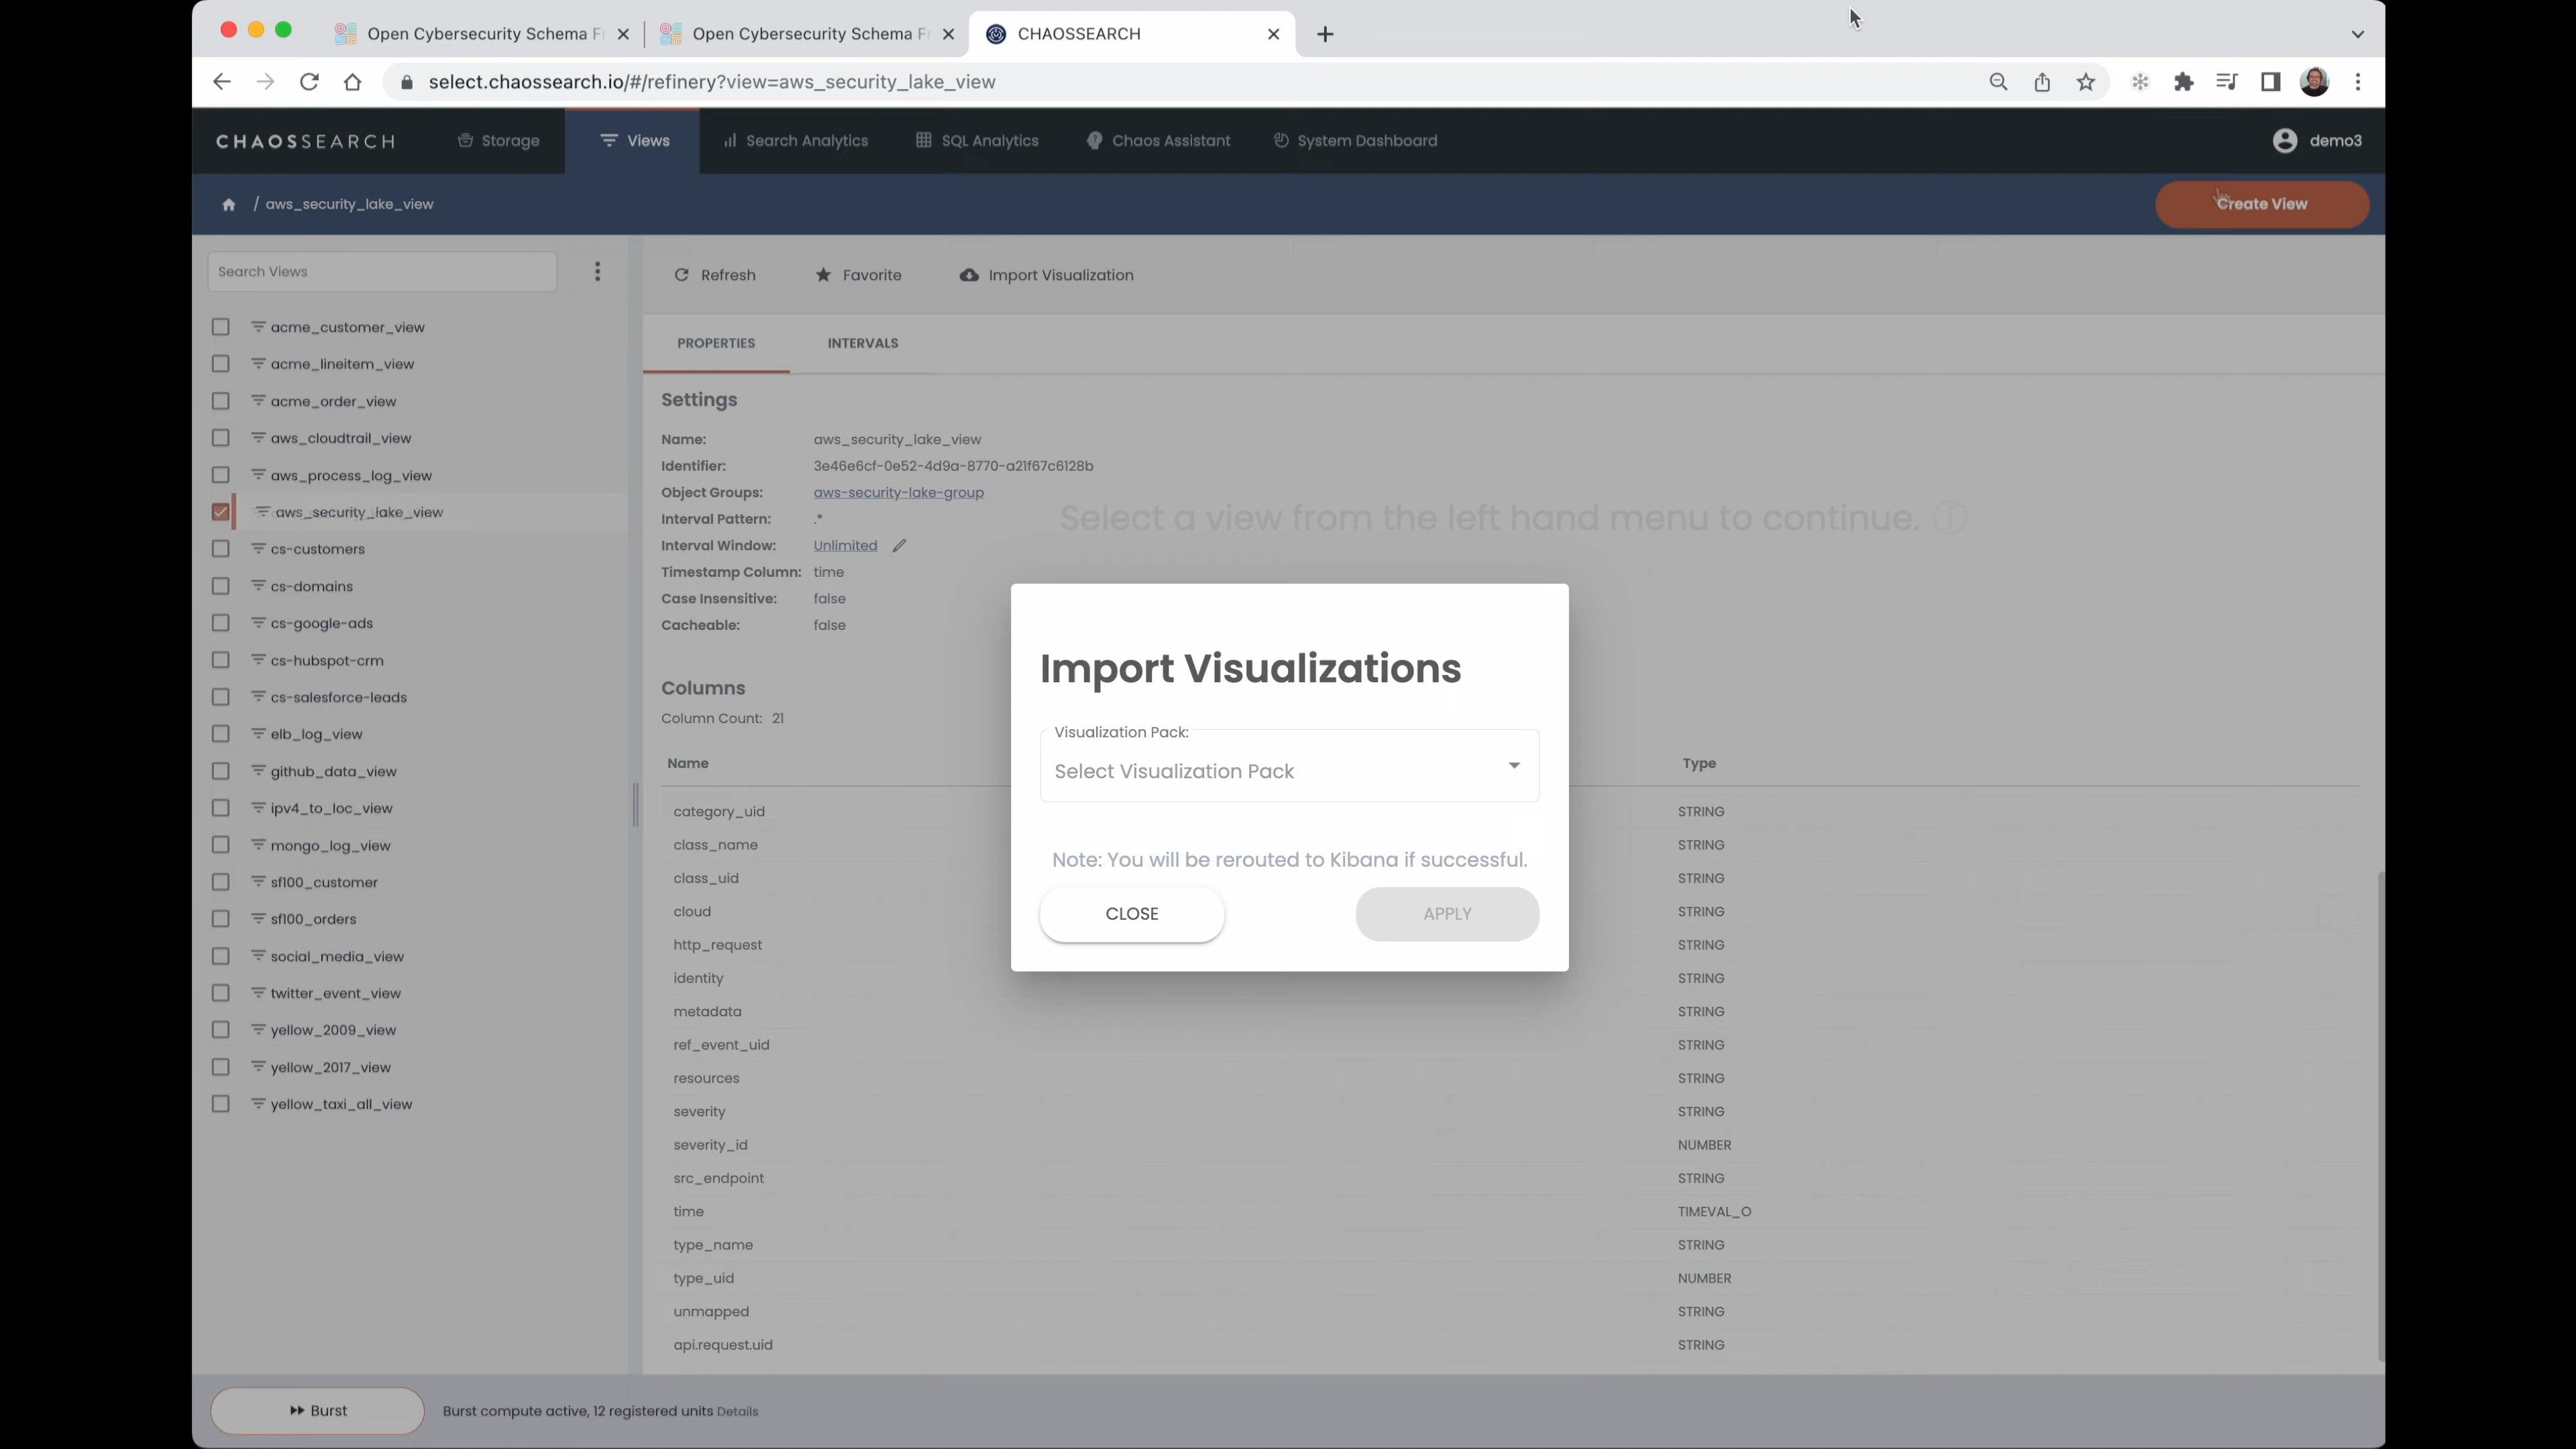 Open Cybersecurity Schema Fr
Open Cybersecurity Schema Fr
CHAOSSEARCH
select.chaossearch.io/#/refinery?view=aws_security_lake_view
CHAOSSEARCH
Storage
Views
Search Analytics
SQL Analytics
Chaos Assistant
System Dashboard
demo3
/ aws_security_lake_view
Create View
Search Views
Refresh
Favorite
Import Visualization
acme_customer_view
acme_lineitem_view
acme_order_view
aws_cloudtrail_view
aws_process_log_view
aws_security_lake_view
cs-customers
cs-domains
cs-google-ads
cs-hubspot-crm
cs-salesforce-leads
elb_log_view
github_data_view
ipv4_to_loc_view
mongo_log_view
sf100_customer
sf100_orders
social_media_view
twitter_event_view
yellow_2009_view
yellow_2017_view
yellow_taxi_all_view
PROPERTIES
INTERVALS
Settings
Name: aws_security_lake_view
Identifier: 3e46e6cf-0e52-4d9a-8770-a21f67c6128b
Object Groups: aws-security-lake-group
Interval Pattern: .*
Interval Window: Unlimited
Timestamp Column: time
Case Insensitive: false
Cacheable: false
Select a view from the left hand menu to continue.
Columns
Column Count: 21
Name Type
category_uid STRING
class_name STRING
class_uid STRING
cloud STRING
http_request STRING
identity STRING
metadata STRING
ref_event_uid STRING
resources STRING
severity STRING
severity_id NUMBER
src_endpoint STRING
time TIMEVAL_O
type_name STRING
type_uid NUMBER
unmapped STRING
api.request.uid STRING
Import Visualizations
Visualization Pack:
Select Visualization Pack
Note: You will be rerouted to Kibana if successful.
CLOSE
APPLY
Burst
Burst compute active, 12 registered units Details